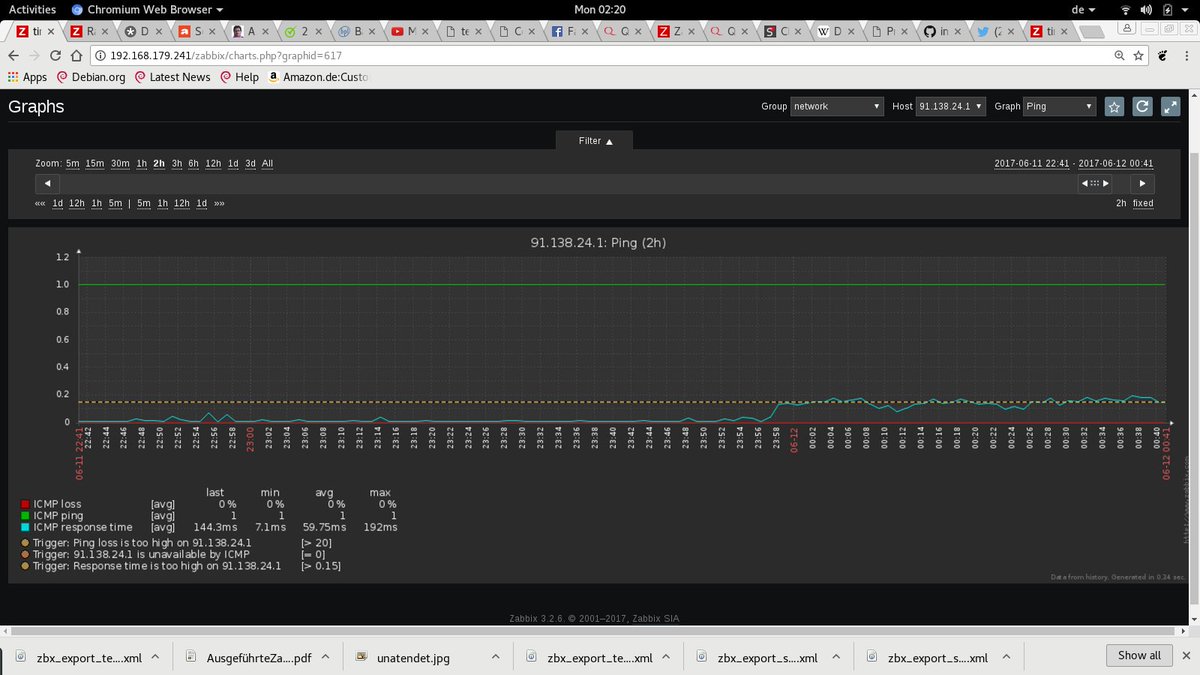 Activities Chromium Web Browser Mon 02:20 de
tir R D S A 2 B M te C F Q Z Q C D P in (2 tir
192.168.179.241/zabbix/charts.php?graphid=617
Apps Debian.org Latest News Help Amazon.de:Custo
Graphs Group network Host 91.138.24.1 Graph Ping
Filter ▲
Zoom: 5m 15m 30m 1h 2h 3h 6h 12h 1d 3d All 2017-06-11 22:41 - 2017-06-12 00:41
«« 1d 12h 1h 5m | 5m 1h 12h 1d »» 2h fixed
91.138.24.1: Ping (2h)
1.2
1.0
0.8
0.6
0.4
0.2
0
06-11 22:41 22:42 22:44 22:46 22:48 22:50 22:52 22:54 22:56 22:58 23:00 23:02 23:04 23:06 23:08 23:10 23:12 23:14 23:16 23:18 23:20 23:22 23:24 23:26 23:28 23:30 23:32 23:34 23:36 23:38 23:40 23:42 23:44 23:46 23:48 23:50 23:52 23:54 23:56 23:58 06-12 00:02 00:04 00:06 00:08 00:10 00:12 00:14 00:16 00:18 00:20 00:22 00:24 00:26 00:28 00:30 00:32 00:34 00:36 00:38 00:40 06-12 00:41
last min avg max
ICMP loss [avg] 0 % 0 % 0 % 0 %
ICMP ping [avg] 1 1 1 1
ICMP response time [avg] 144.3ms 7.1ms 59.75ms 192ms
Trigger: Ping loss is too high on 91.138.24.1 [> 20]
Trigger: 91.138.24.1 is unavailable by ICMP [= 0]
Trigger: Response time is too high on 91.138.24.1 [> 0.15]
http://www.zabbix.com
Data from history. Generated in 0.24 sec.
Zabbix 3.2.6. © 2001–2017, Zabbix SIA
zbx_export_te....xml AusgeführteZa....pdf unatendet.jpg zbx_export_te....xml zbx_export_s....xml zbx_export_s....xml Show all